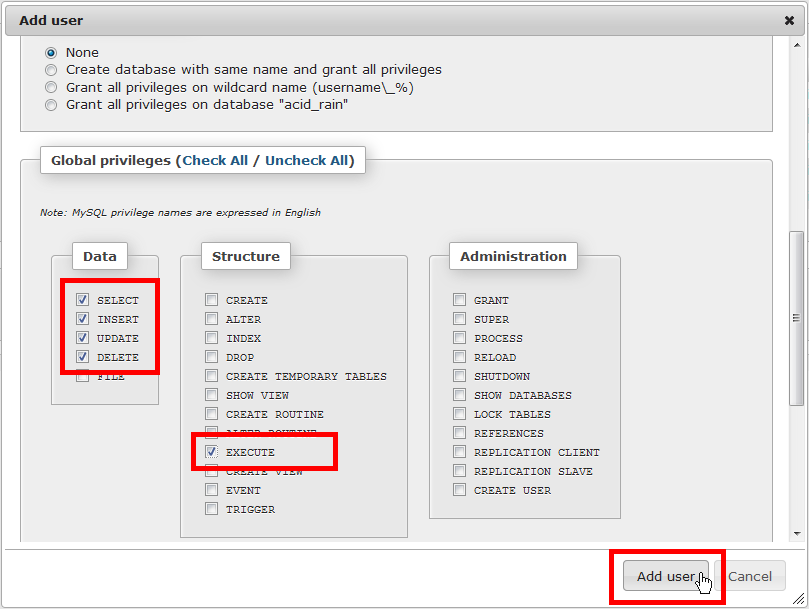 Add user
None
Create database with same name and grant all privileges
Grant all privileges on wildcard name (username\_%)
Grant all privileges on database "acid_rain"
Global privileges (Check All / Uncheck All)
Note: MySQL privilege names are expressed in English
Data
SELECT
INSERT
UPDATE
DELETE
FILE
Structure
CREATE
ALTER
INDEX
DROP
CREATE TEMPORARY TABLES
SHOW VIEW
CREATE ROUTINE
ALTER ROUTINE
EXECUTE
CREATE VIEW
EVENT
TRIGGER
Administration
GRANT
SUPER
PROCESS
RELOAD
SHUTDOWN
SHOW DATABASES
LOCK TABLES
REFERENCES
REPLICATION CLIENT
REPLICATION SLAVE
CREATE USER
Add user
Cancel